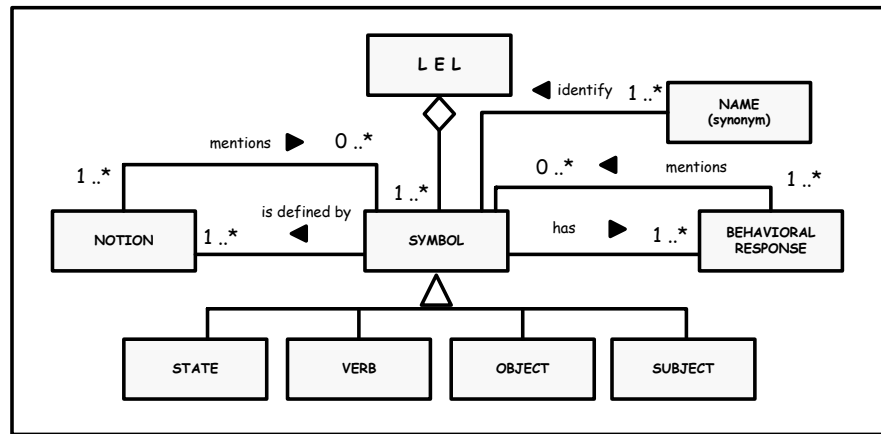 L E L
identify
1 ..*
NAME
(synonym)
mentions
0 ..*
1 ..*
0 ..*
mentions
1 ..*
1 ..*
is defined by
1 ..*
NOTION
SYMBOL
has
1 ..*
BEHAVIORAL
RESPONSE
STATE
VERB
OBJECT
SUBJECT